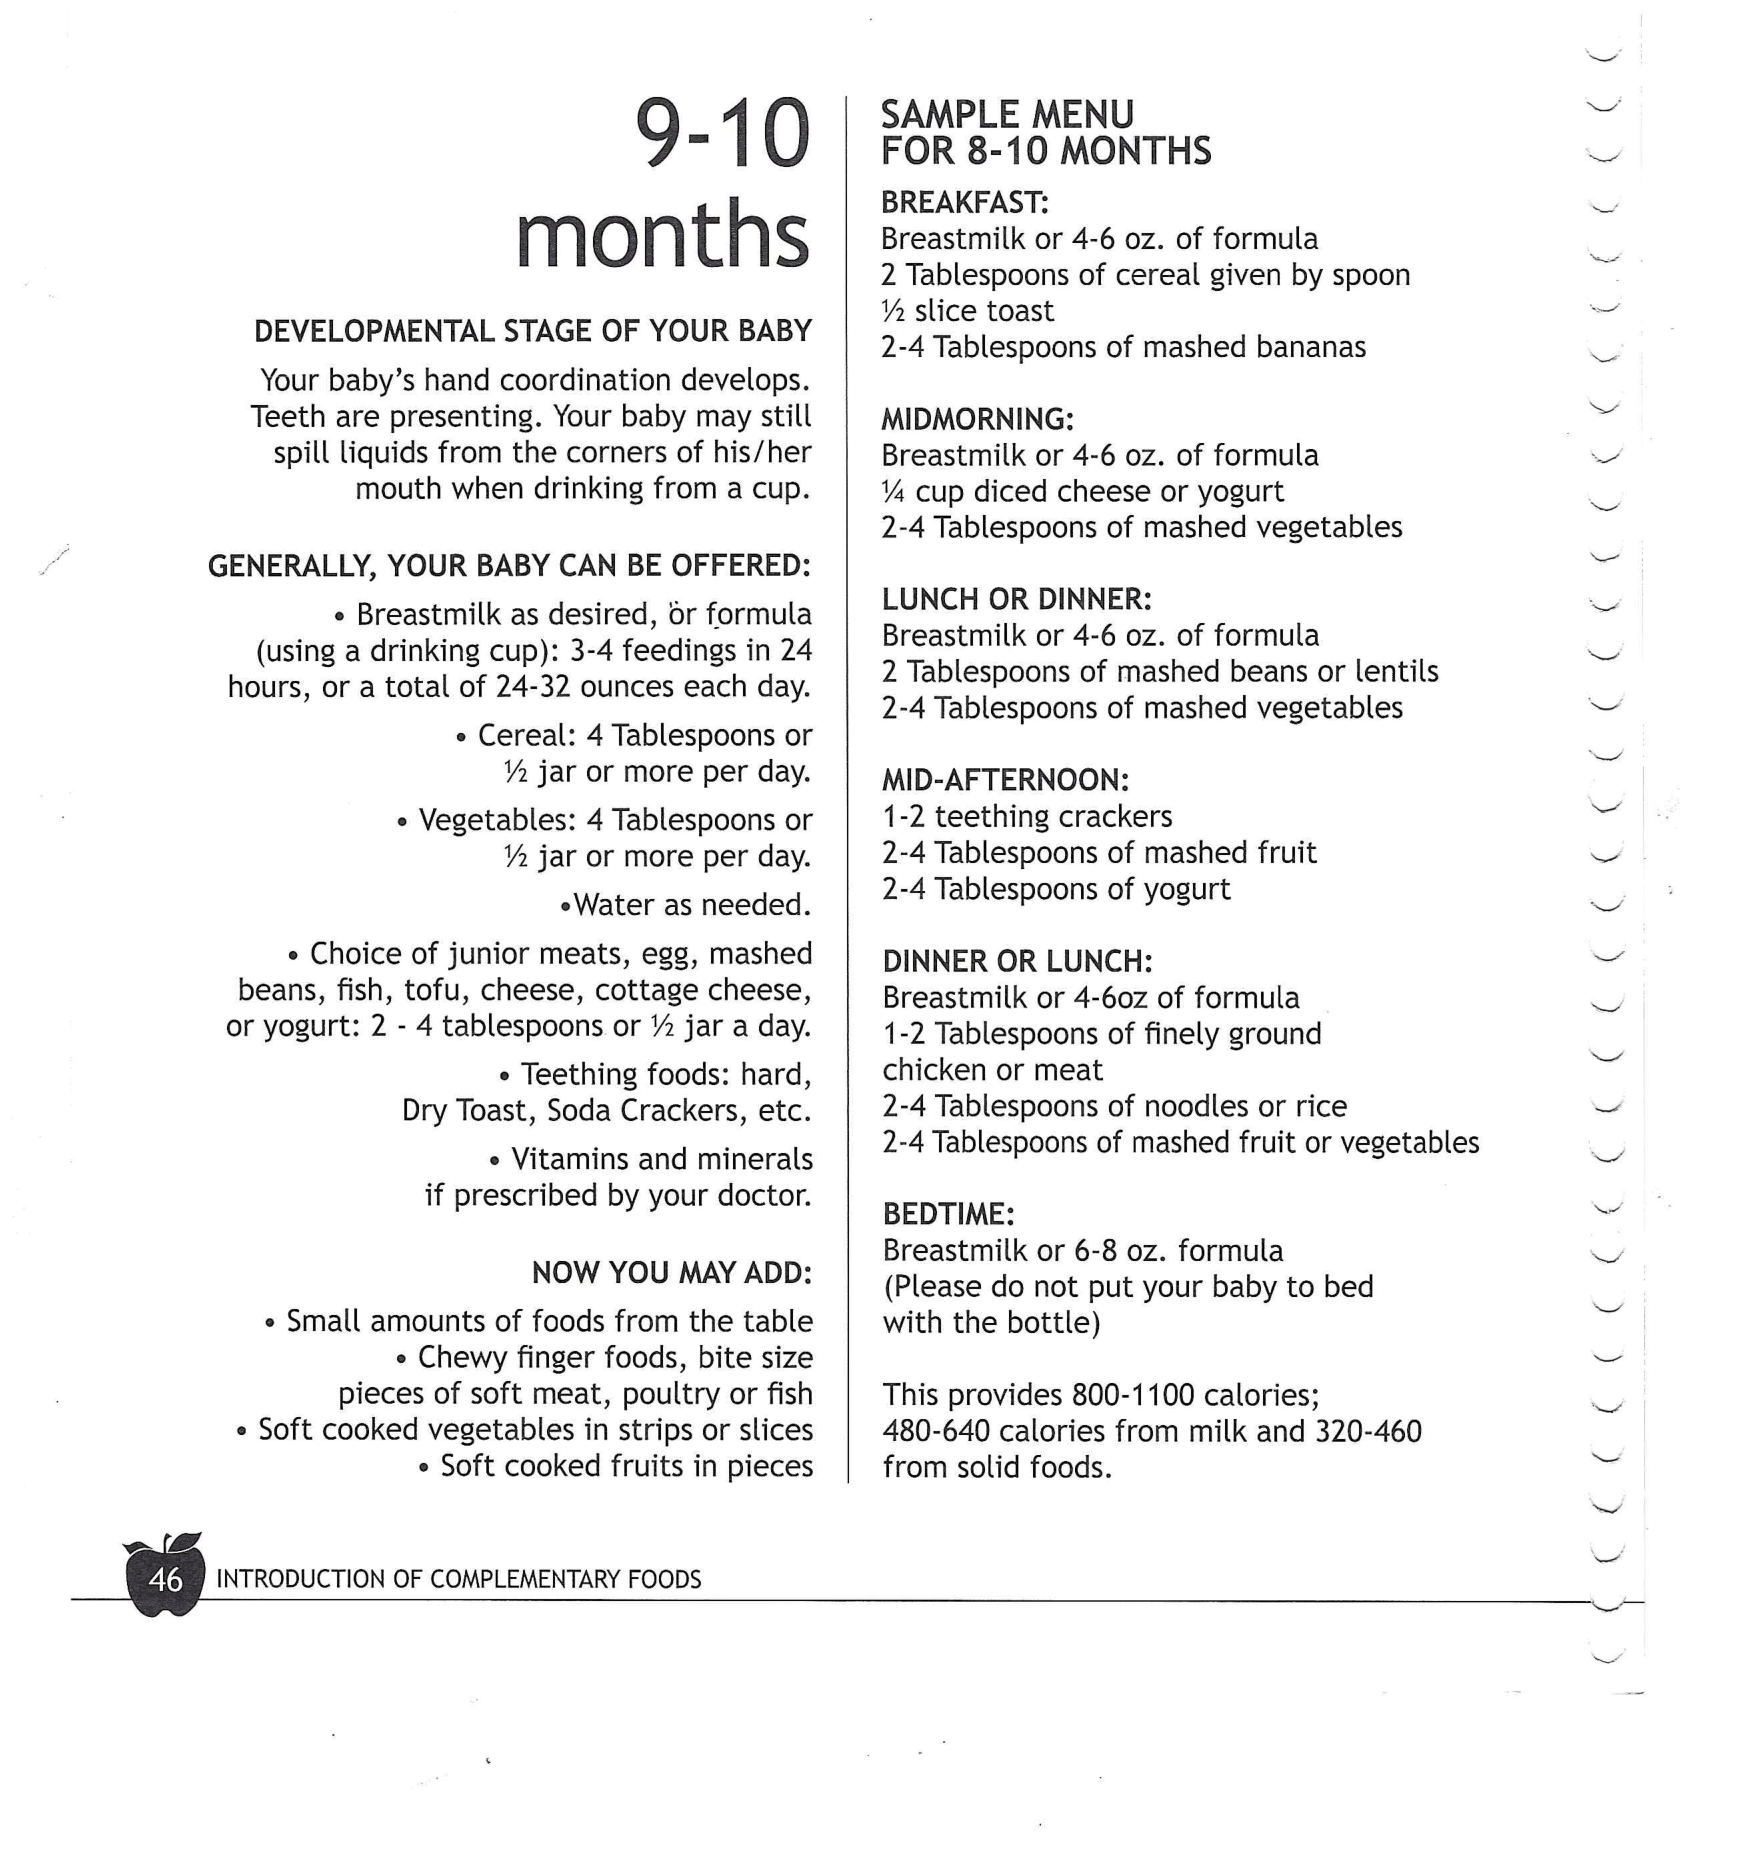 9-10
months
DEVELOPMENTAL STAGE OF YOUR BABY
Your baby's hand coordination develops.
Teeth are presenting. Your baby may still
spill liquids from the corners of his/her
mouth when drinking from a cup.
GENERALLY, YOUR BABY CAN BE OFFERED:
• Breastmilk as desired, or formula
(using a drinking cup): 3-4 feedings in 24
hours, or a total of 24-32 ounces each day.
• Cereal: 4 Tablespoons or
½ jar or more per day.
• Vegetables: 4 Tablespoons or
½ jar or more per day.
•Water as needed.
• Choice of junior meats, egg, mashed
beans, fish, tofu, cheese, cottage cheese,
or yogurt: 2 - 4 tablespoons or ½ jar a day.
• Teething foods: hard,
Dry Toast, Soda Crackers, etc.
• Vitamins and minerals
if prescribed by your doctor.
NOW YOU MAY ADD:
• Small amounts of foods from the table
• Chewy finger foods, bite size
pieces of soft meat, poultry or fish
• Soft cooked vegetables in strips or slices
• Soft cooked fruits in pieces
SAMPLE MENU
FOR 8-10 MONTHS
BREAKFAST:
Breastmilk or 4-6 oz. of formula
2 Tablespoons of cereal given by spoon
½ slice toast
2-4 Tablespoons of mashed bananas
MIDMORNING:
Breastmilk or 4-6 oz. of formula
¼ cup diced cheese or yogurt
2-4 Tablespoons of mashed vegetables
LUNCH OR DINNER:
Breastmilk or 4-6 oz. of formula
2 Tablespoons of mashed beans or lentils
2-4 Tablespoons of mashed vegetables
MID-AFTERNOON:
1-2 teething crackers
2-4 Tablespoons of mashed fruit
2-4 Tablespoons of yogurt
DINNER OR LUNCH:
Breastmilk or 4-6oz of formula
1-2 Tablespoons of finely ground
chicken or meat
2-4 Tablespoons of noodles or rice
2-4 Tablespoons of mashed fruit or vegetables
BEDTIME:
Breastmilk or 6-8 oz. formula
(Please do not put your baby to bed
with the bottle)
This provides 800-1100 calories;
480-640 calories from milk and 320-460
from solid foods.
46 INTRODUCTION OF COMPLEMENTARY FOODS